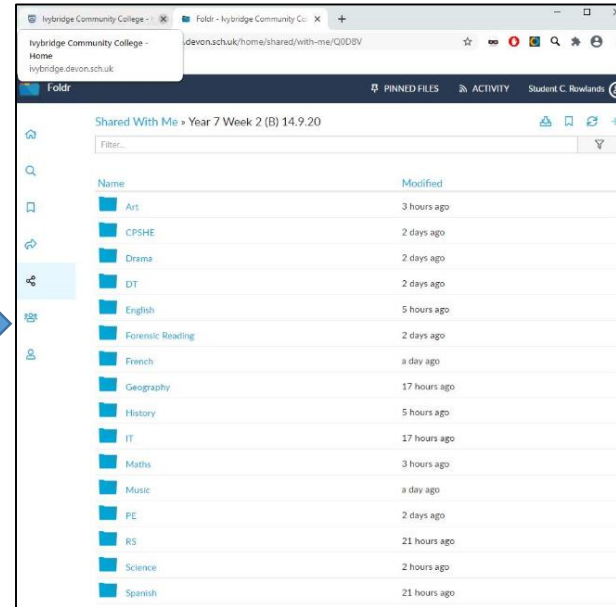 Ivybridge Community College -
Foldr - Ivybridge Community Co
Ivybridge Community College -
Home
ivybridge.devon.sch.uk
.devon.sch.uk/home/shared/with-me/Q0D8V
Foldr
PINNED FILES
ACTIVITY
Student C. Rowlands
Shared With Me » Year 7 Week 2 (B) 14.9.20
Filter...
Name Modified
Art 3 hours ago
CPSHE 2 days ago
Drama 2 days ago
DT 2 days ago
English 5 hours ago
Forensic Reading 2 days ago
French a day ago
Geography 17 hours ago
History 5 hours ago
IT 17 hours ago
Maths 3 hours ago
Music a day ago
PE 2 days ago
RS 21 hours ago
Science 2 hours ago
Spanish 21 hours ago